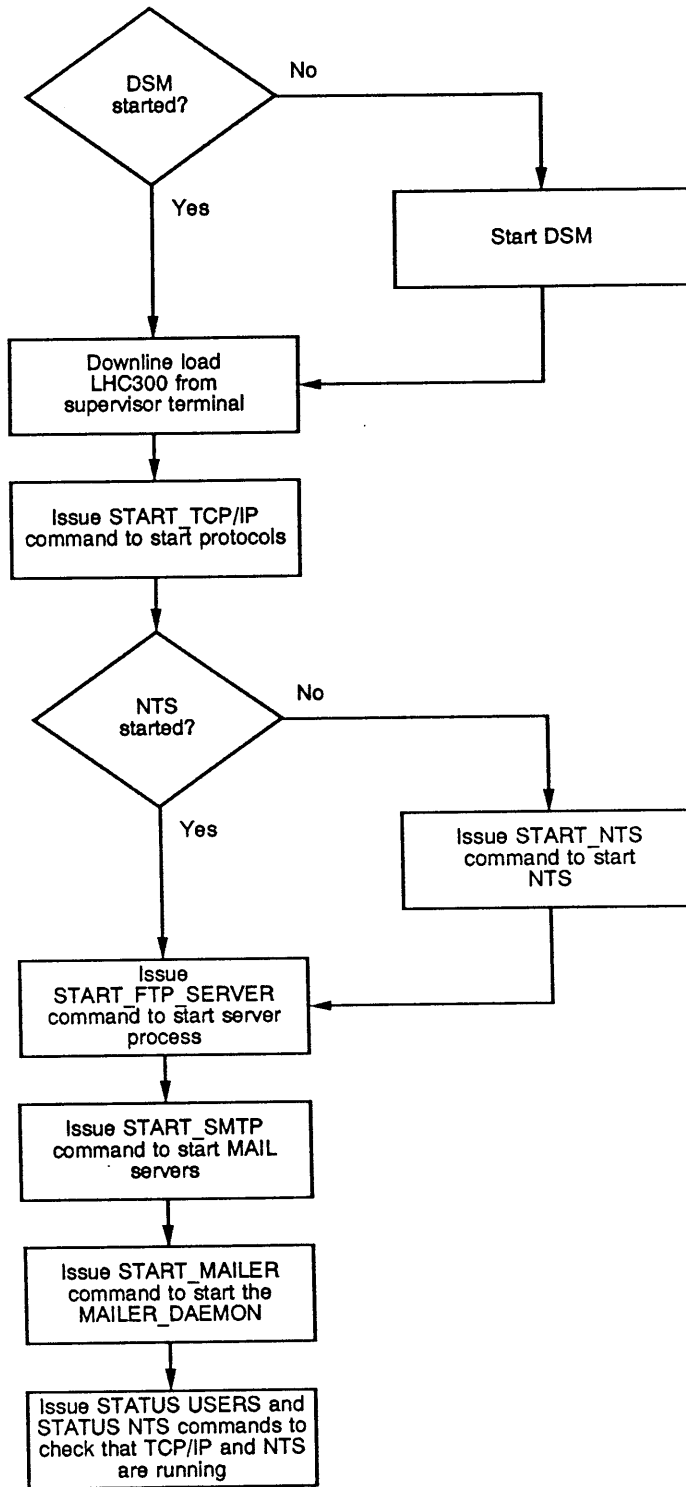 DSM
started?
No
Yes
Start DSM
Downline load
LHC300 from
supervisor terminal
Issue START_TCP/IP
command to start protocols
NTS
started?
No
Yes
Issue START_NTS
command to start
NTS
Issue
START_FTP_SERVER
command to start server
process
Issue START_SMTP
command to start MAIL
servers
Issue START_MAILER
command to start the
MAILER_DAEMON
Issue STATUS USERS and
STATUS NTS commands to
check that TCP/IP and NTS
are running